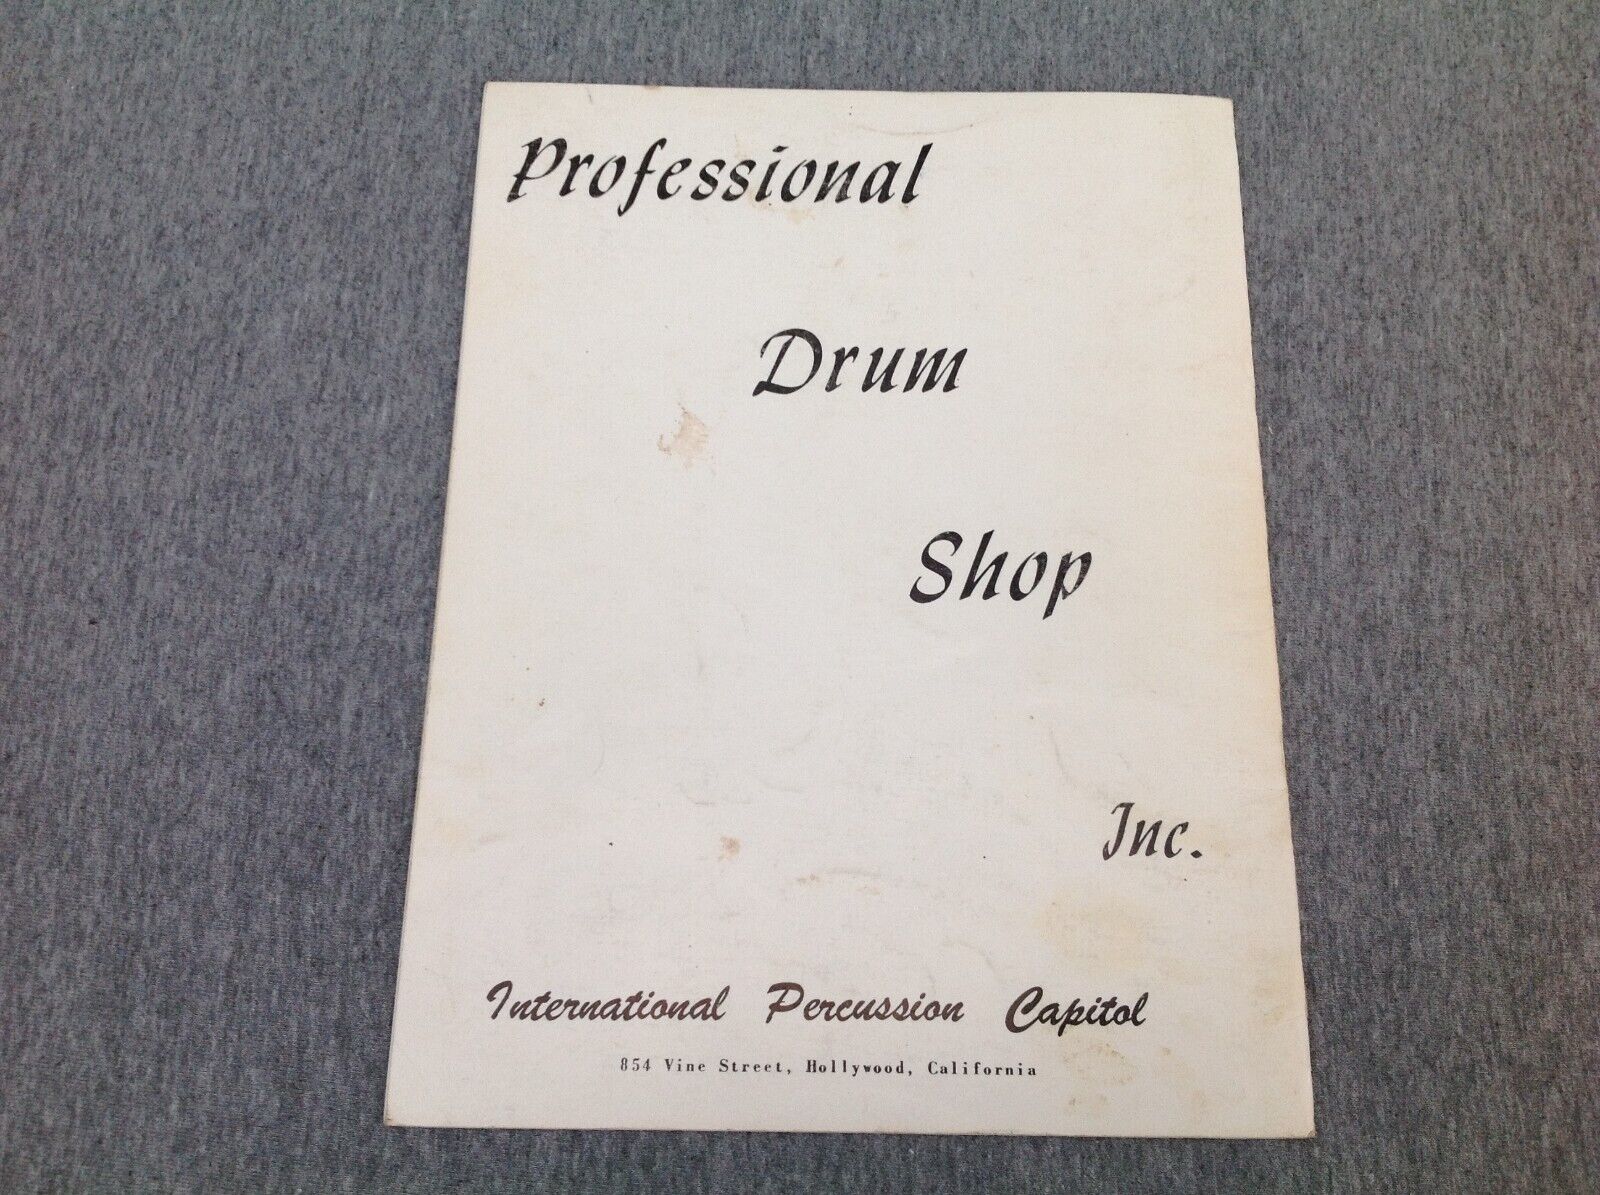 Professional
Drum
Shop
Inc.
International Percussion Capitol
854 Vine Street, Hollywood, California